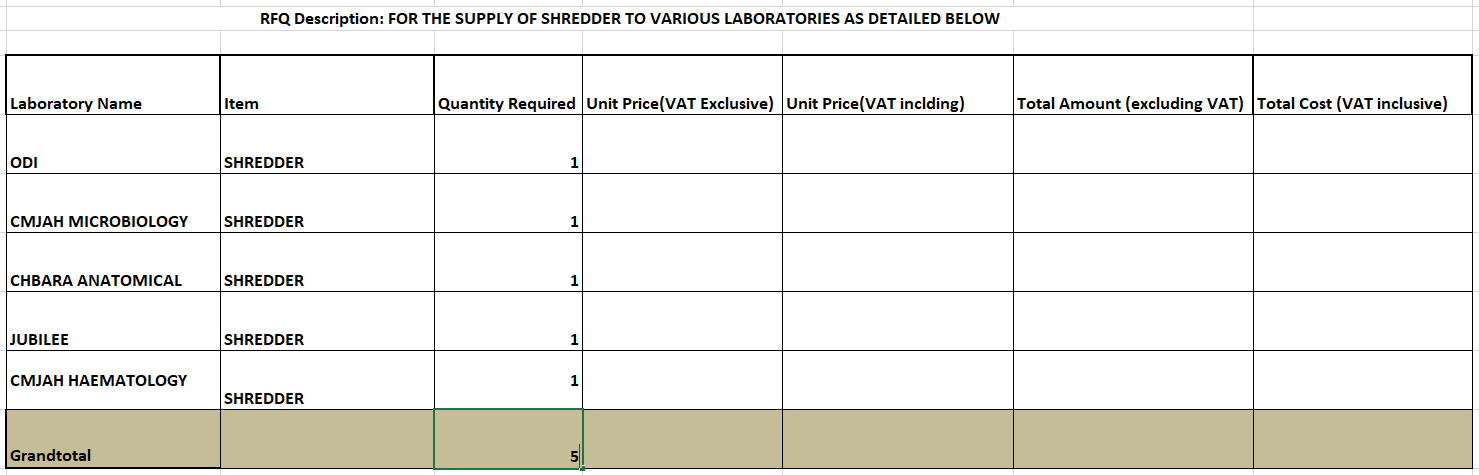 RFQ Description: FOR THE SUPPLY OF SHREDDER TO VARIOUS LABORATORIES AS DETAILED BELOW
Laboratory Name Item Quantity Required Unit Price(VAT Exclusive) Unit Price(VAT inclding) Total Amount (excluding VAT) Total Cost (VAT inclusive)
ODI SHREDDER 1
CMJAH MICROBIOLOGY SHREDDER 1
CHBARA ANATOMICAL SHREDDER 1
JUBILEE SHREDDER 1
CMJAH HAEMATOLOGY SHREDDER 1
Grandtotal 5